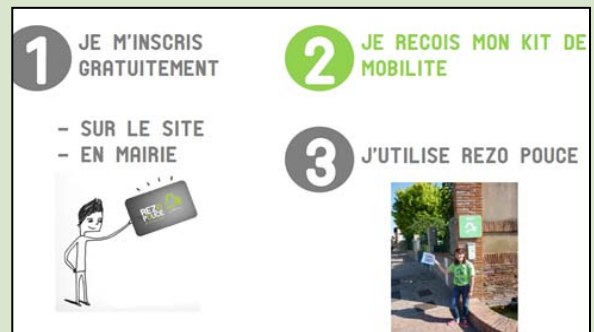 1 JE M'INSCRIS
GRATUITEMENT
– SUR LE SITE
– EN MAIRIE
REZO
POUCE
2 JE RECOIS MON KIT DE
MOBILITE
3 J'UTILISE REZO POUCE